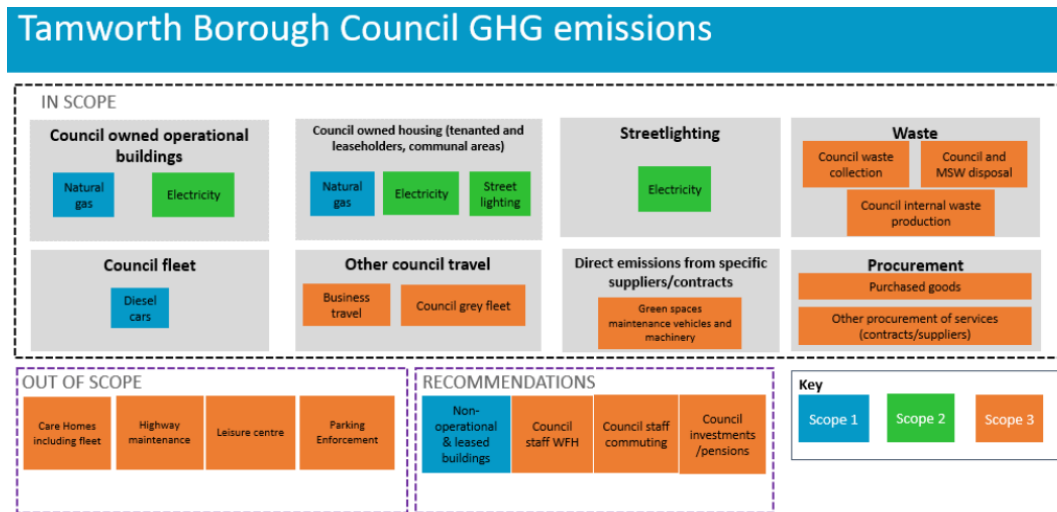 Tamworth Borough Council GHG emissions
IN SCOPE
Council owned operational
buildings
Natural
gas
Electricity
Council owned housing (tenanted and
leaseholders, communal areas)
Natural
gas
Electricity
Street
lighting
Streetlighting
Electricity
Waste
Council waste
collection
Council and
MSW disposal
Council internal waste
production
Council fleet
Diesel
cars
Other council travel
Business
travel
Council grey fleet
Direct emissions from specific
suppliers/contracts
Green spaces
maintenance vehicles and
machinery
Procurement
Purchased goods
Other procurement of services
(contracts/suppliers)
OUT OF SCOPE
Care Homes
including fleet
Highway
maintenance
Leisure centre
Parking
Enforcement
RECOMMENDATIONS
Non-
operational
& leased
buildings
Council
staff WFH
Council staff
commuting
Council
investments
/pensions
Key
Scope 1
Scope 2
Scope 3